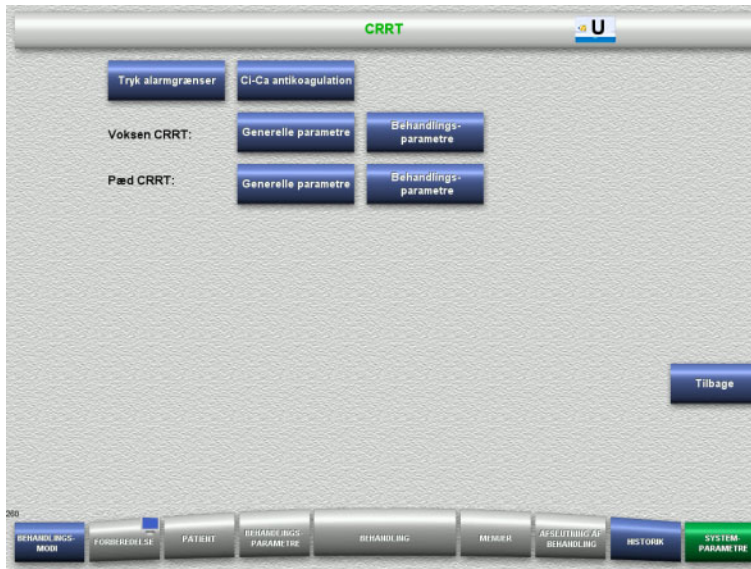 CRRT
U
Tryk alarmgrænser
Ci-Ca antikoagulation
Voksen CRRT:
Generelle parametre
Behandlings-
parametre
Pæd CRRT:
Generelle parametre
Behandlings-
parametre
Tilbage
260
BEHANDLINGS-
MODI
FORBEREDELSE
PATIENT
BEHANDLINGS-
PARAMETRE
BEHANDLING
MENUER
AFSLUTNING AF
BEHANDLING
HISTORIK
SYSTEM-
PARAMETRE